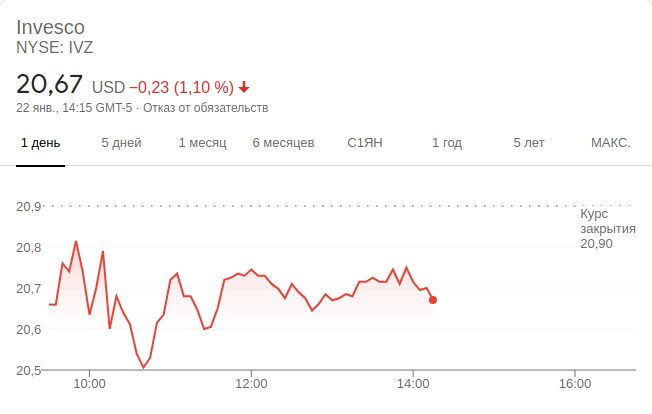 Invesco
NYSE: IVZ
20,67 USD −0,23 (1,10 %)
22 янв., 14:15 GMT-5 · Отказ от обязательств
1 день 5 дней 1 месяц 6 месяцев С1ЯН 1 год 5 лет МАКС.
20,9
Курс
закрытия
20,90
20,8
20,7
20,6
20,5
10:00 12:00 14:00 16:00